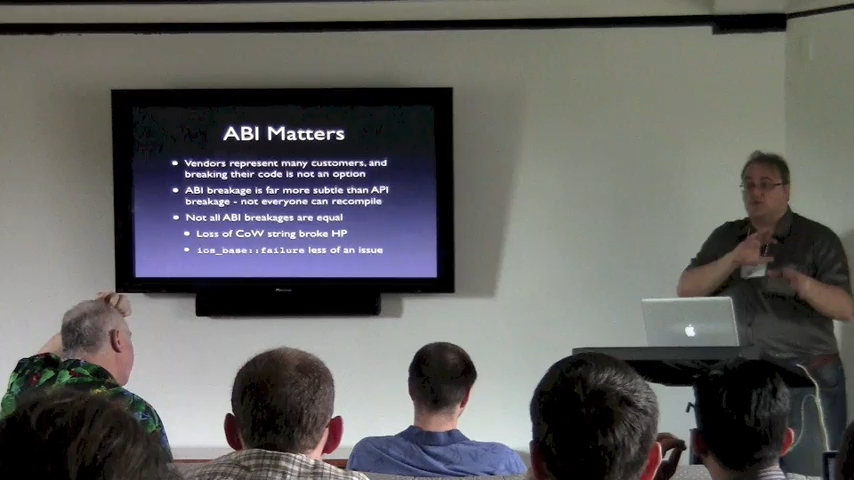 ABI Matters
• Vendors represent many customers, and
breaking their code is not an option
• ABI breakage is far more subtle than API
breakage - not everyone can recompile
• Not all ABI breakages are equal
• Loss of CoW string broke HP
• ios_base::failure less of an issue